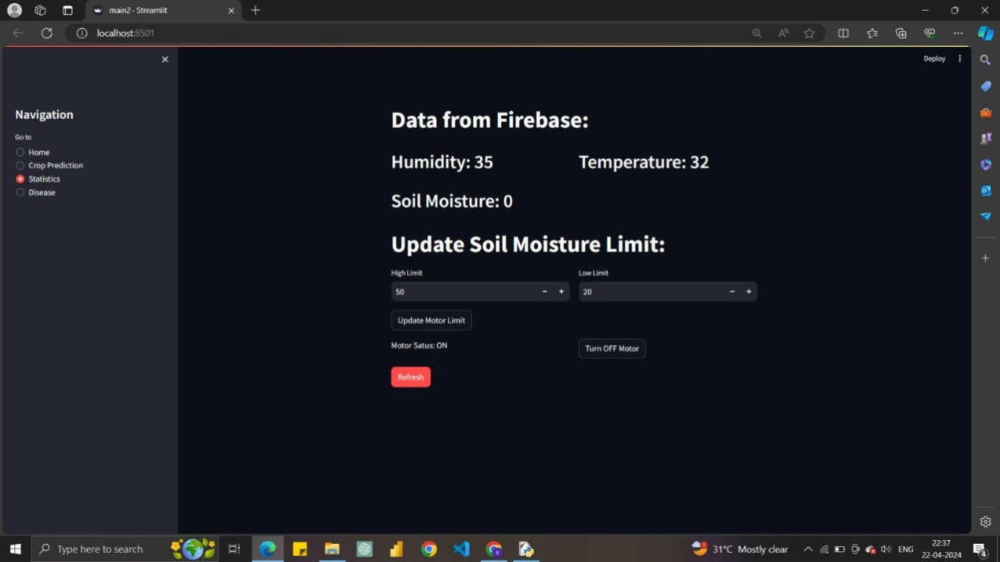 main2 - Streamlit
localhost:8501
Deploy
Navigation
Go to
Home
Crop Prediction
Statistics
Disease
Data from Firebase:
Humidity: 35
Temperature: 32
Soil Moisture: 0
Update Soil Moisture Limit:
High Limit
Low Limit
50
20
Update Motor Limit
Motor Satus: ON
Turn OFF Motor
Refresh
Type here to search
31°C Mostly clear
ENG
22:37
22-04-2024
4